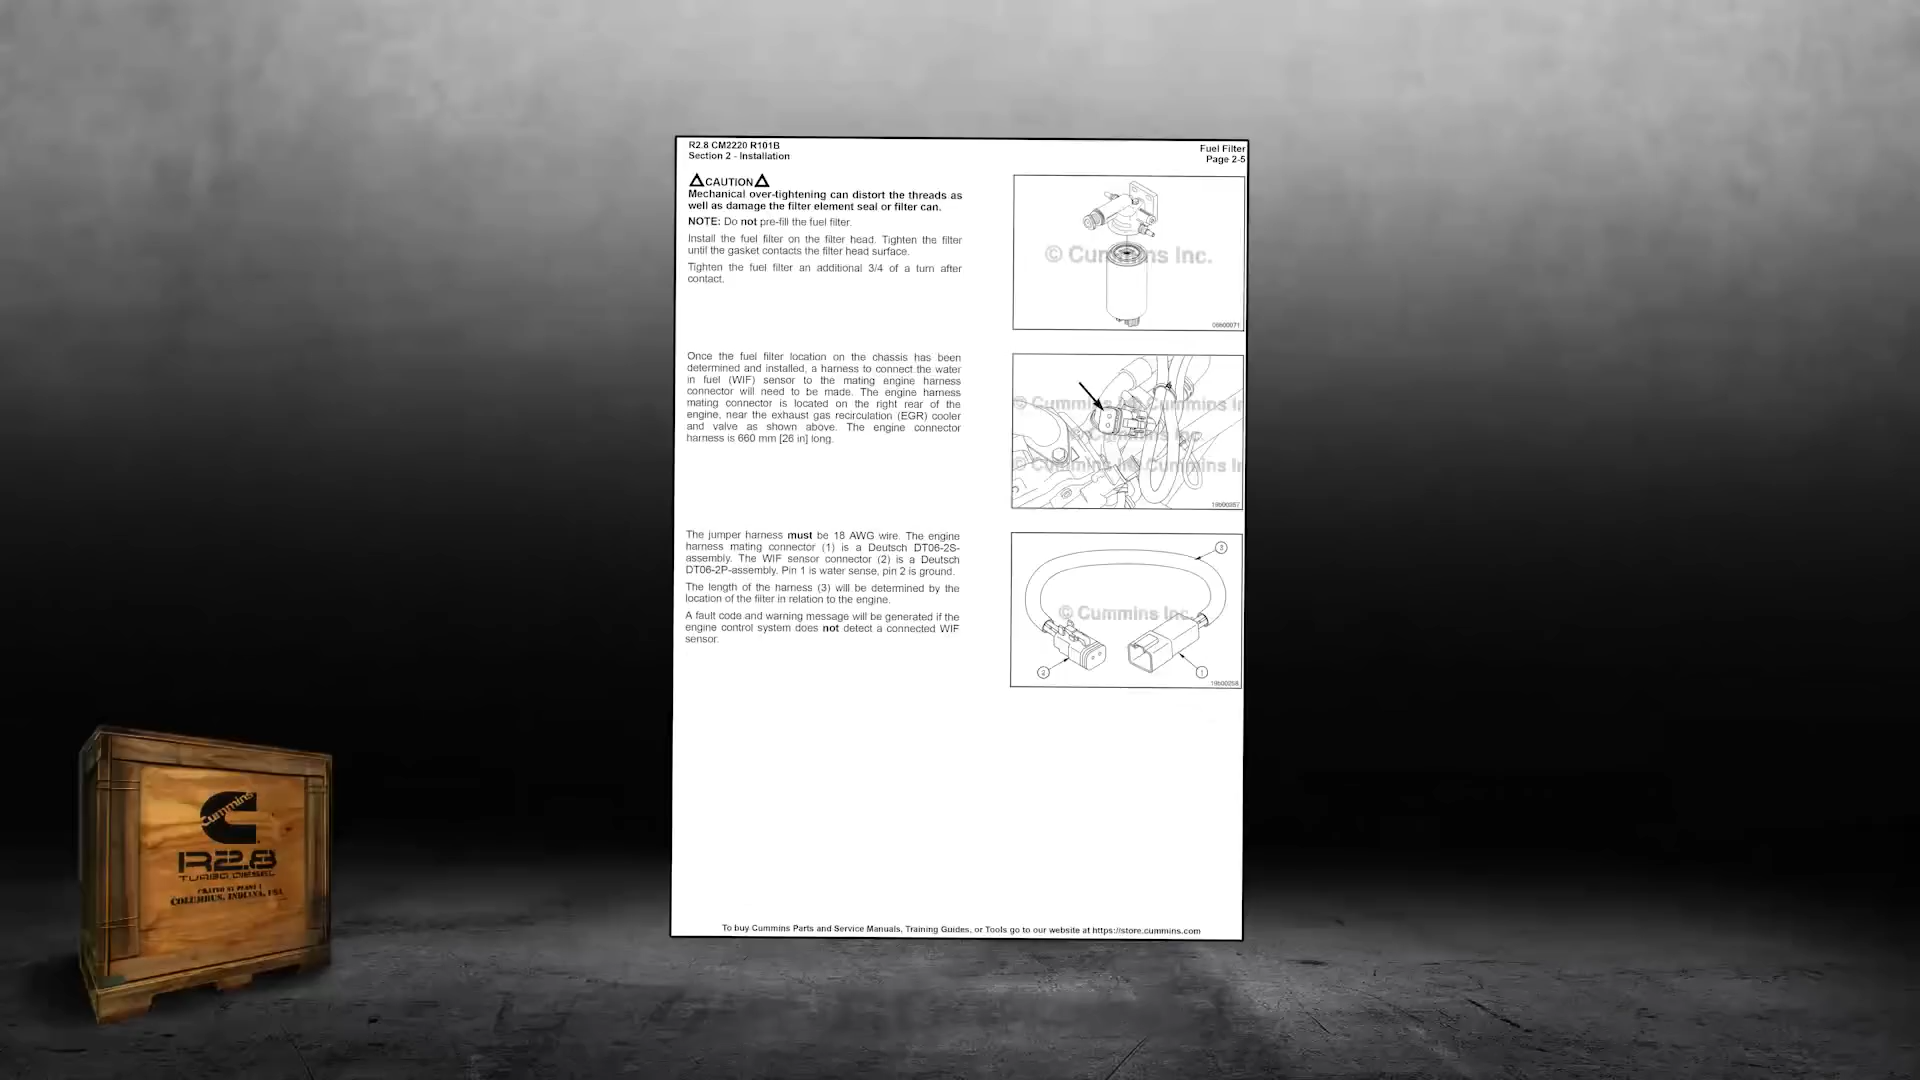 R2.8 CM2220 R101B
Section 2 - Installation
Fuel Filter
Page 2-5
CAUTION
Mechanical over-tightening can distort the threads as
well as damage the filter element seal or filter can.
NOTE: Do not pre-fill the fuel filter.
Install the fuel filter on the filter head. Tighten the filter
until the gasket contacts the filter head surface.
Tighten the fuel filter an additional 3/4 of a turn after
contact.
© Cummins Inc.
Once the fuel filter location on the chassis has been
determined and installed, a harness to connect the water
in fuel (WIF) sensor to the mating engine harness
connector will need to be made. The engine harness
mating connector is located on the right rear of the
engine, near the exhaust gas recirculation (EGR) cooler
and valve as shown above. The engine connector
harness is 660 mm [26 in] long.
The jumper harness must be 18 AWG wire. The engine
harness mating connector (1) is a Deutsch DT06-2S-
assembly. The WIF sensor connector (2) is a Deutsch
DT06-2P-assembly. Pin 1 is water sense, pin 2 is ground.
The length of the harness (3) will be determined by the
location of the filter in relation to the engine.
A fault code and warning message will be generated if the
engine control system does not detect a connected WIF
sensor.
3
© Cummins Inc.
2
1
To buy Cummins Parts and Service Manuals, Training Guides, or Tools go to our website at https://store.cummins.com
Cummins
R2.8
TURBO DIESEL
COLUMBUS, INDIANA, USA